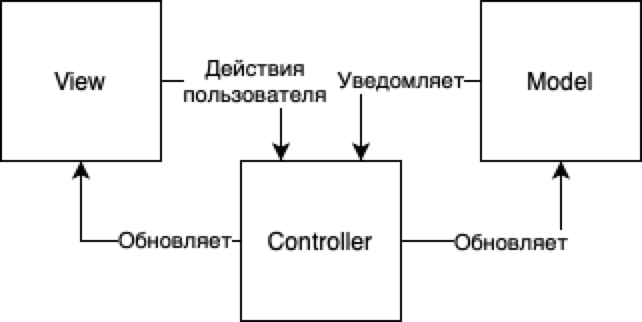 View
Действия
пользователя
Уведомляет
Model
Обновляет
Controller
Обновляет